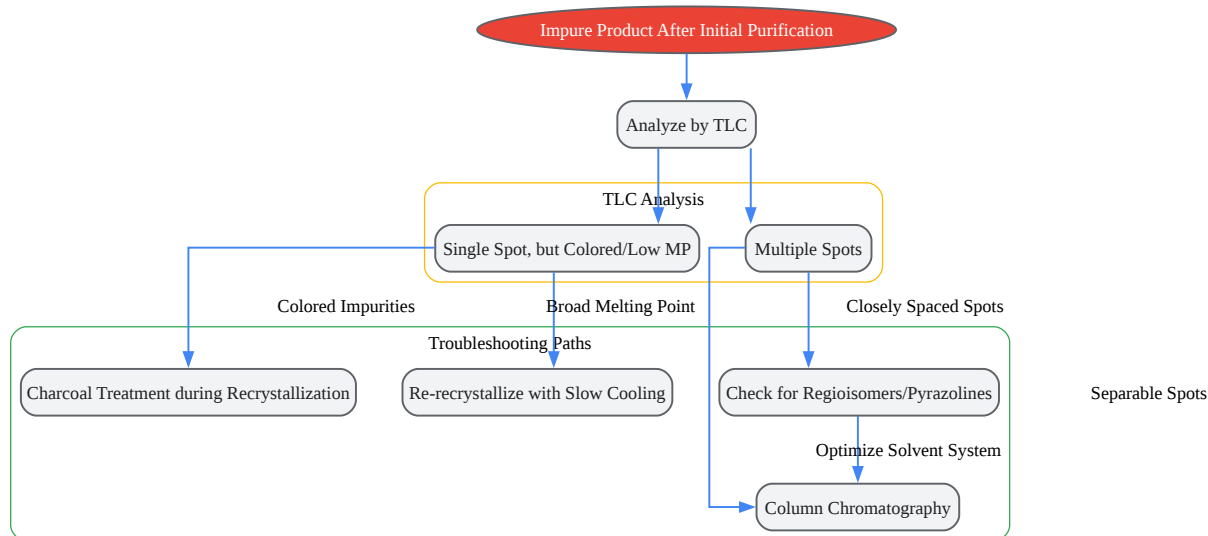 Impure Product After Initial Purification
Analyze by TLC
TLC Analysis
Single Spot, but Colored/Low MP
Multiple Spots
Colored Impurities
Broad Melting Point
Closely Spaced Spots
Troubleshooting Paths
Charcoal Treatment during Recrystallization
Re-recrystallize with Slow Cooling
Check for Regioisomers/Pyrazolines
Separable Spots
Optimize Solvent System
Column Chromatography